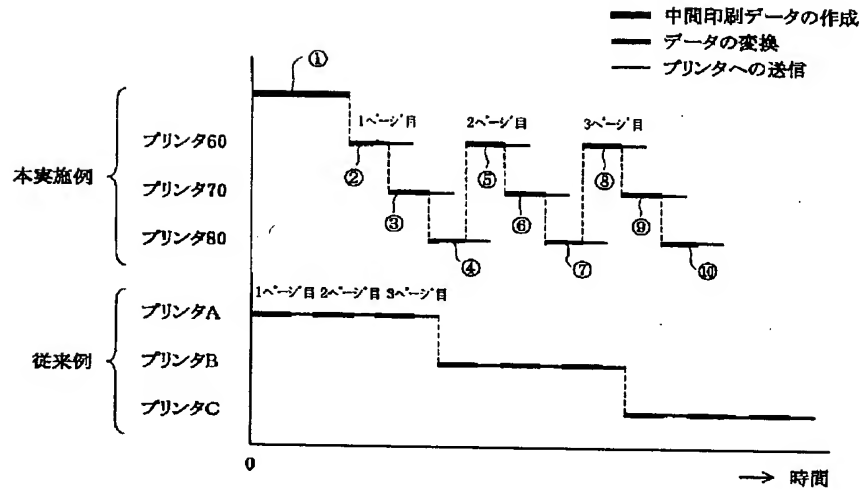 中間印刷データの作成
データの変換
プリンタへの送信
①
1ページ目 2ページ目 3ページ目
プリンタ60
② ⑤ ⑧
本実施例
プリンタ70
③ ⑥ ⑨
プリンタ80
④ ⑦ ⑩
1ページ目 2ページ目 3ページ目
プリンタA
従来例
プリンタB
プリンタC
0
→ 時間